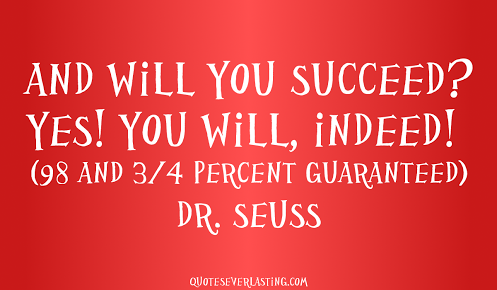 AND WiLL YOU SUCCEED?
YES! YOU WiLL, iNDEED!
(98 AND 3/4 PERCENT GUARANTEED)
DR. SEUSS
QUOTESEVERLASTING.COM